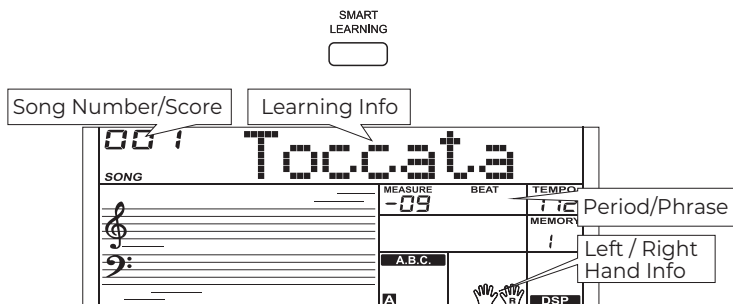 SMART
LEARNING
Song Number/Score
Learning Info
001
Toccata
SONG
MEASURE
BEAT
TEMPO
-09
Period/Phrase
MEMORY
1
Left / Right
Hand Info
A.B.C.
A
R
DSP